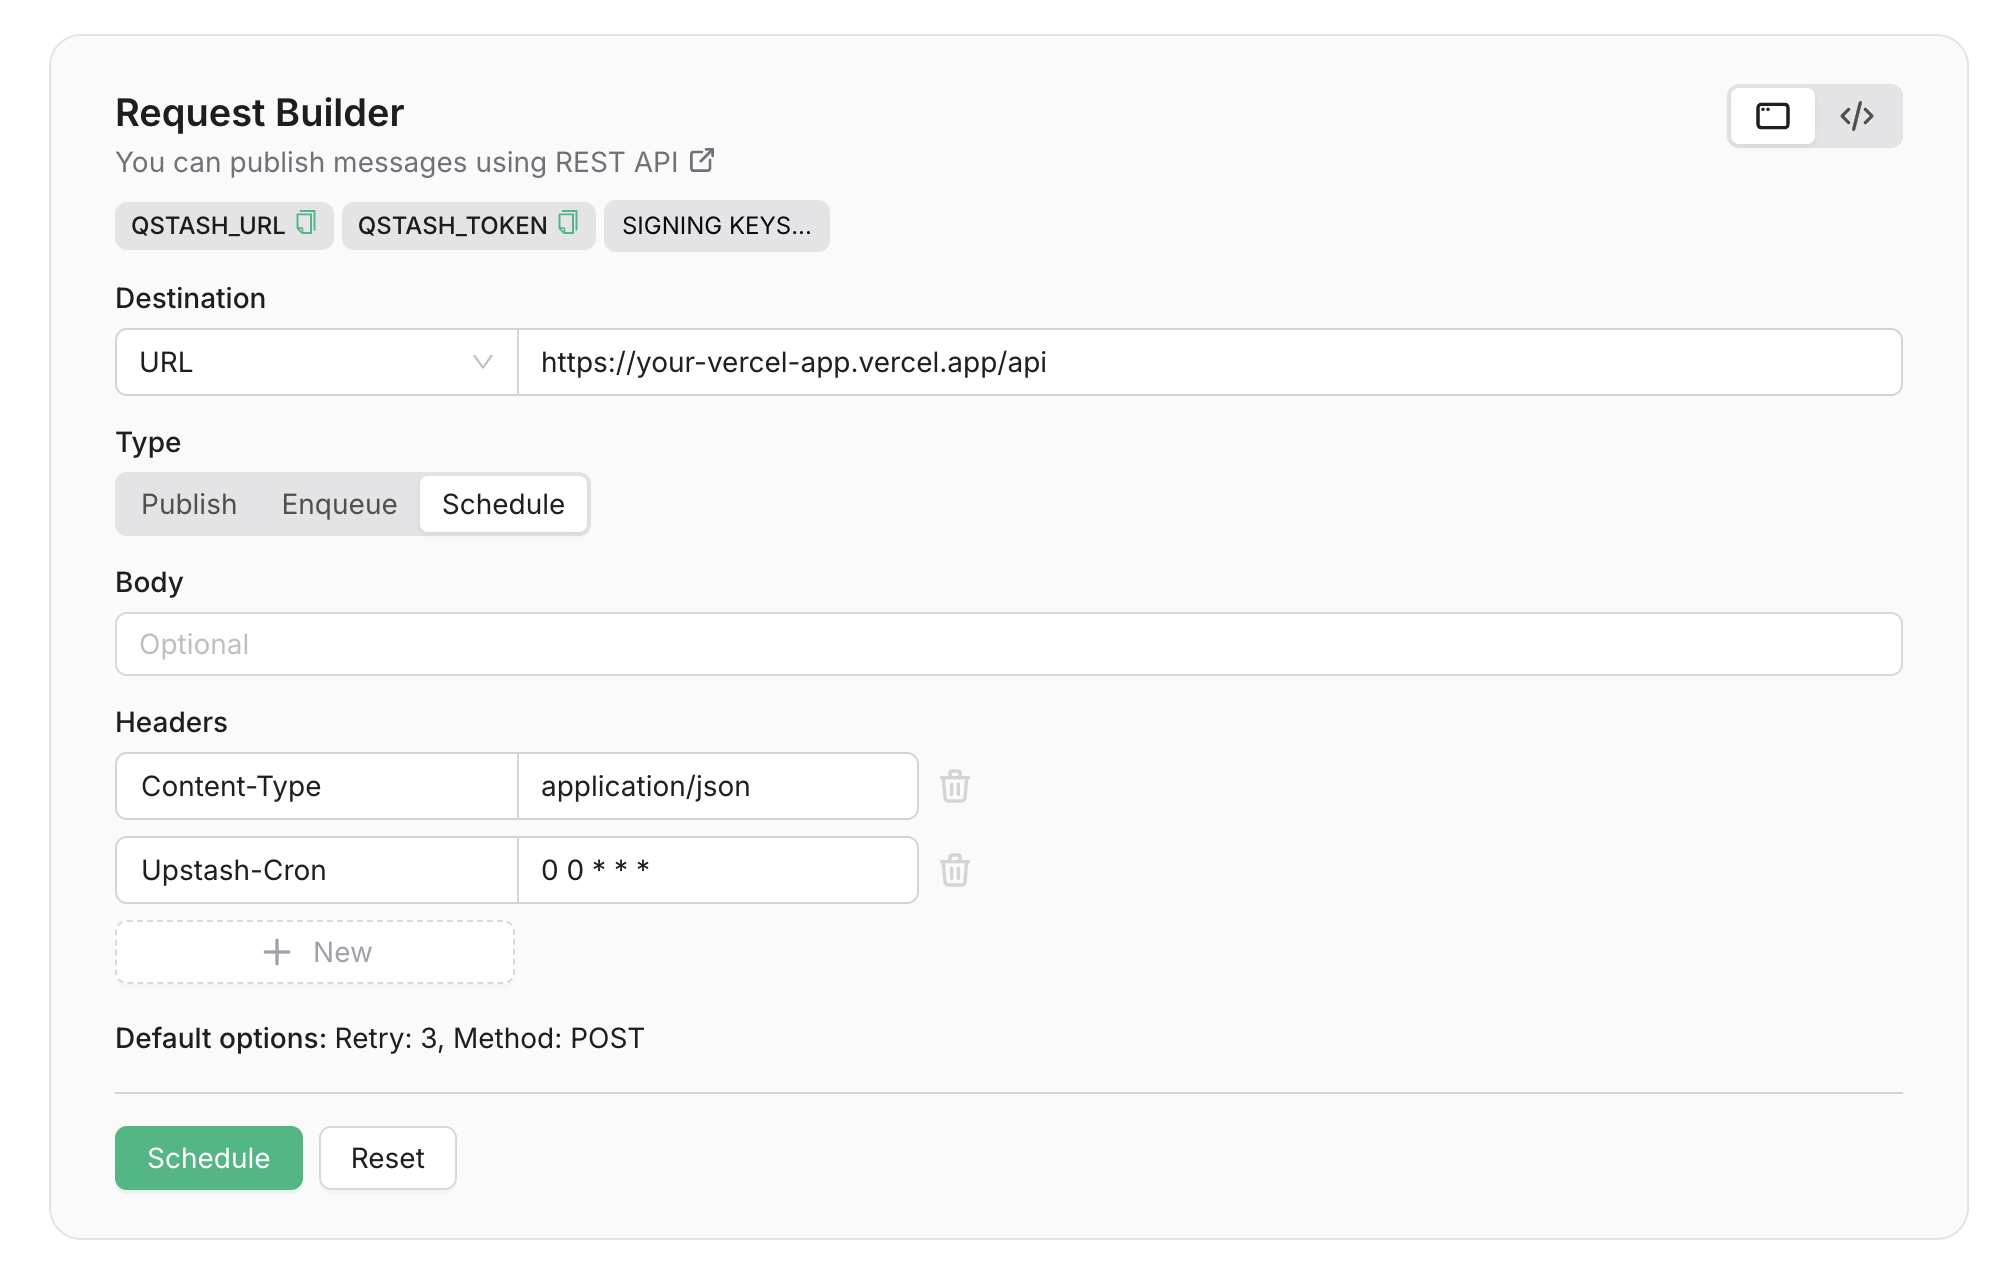 Request Builder
You can publish messages using REST API
QSTASH_URL QSTASH_TOKEN SIGNING KEYS...
Destination
URL https://your-vercel-app.vercel.app/api
Type
Publish Enqueue Schedule
Body
Optional
Headers
Content-Type application/json
Upstash-Cron 0 0 * * *
New
Default options: Retry: 3, Method: POST
Schedule Reset